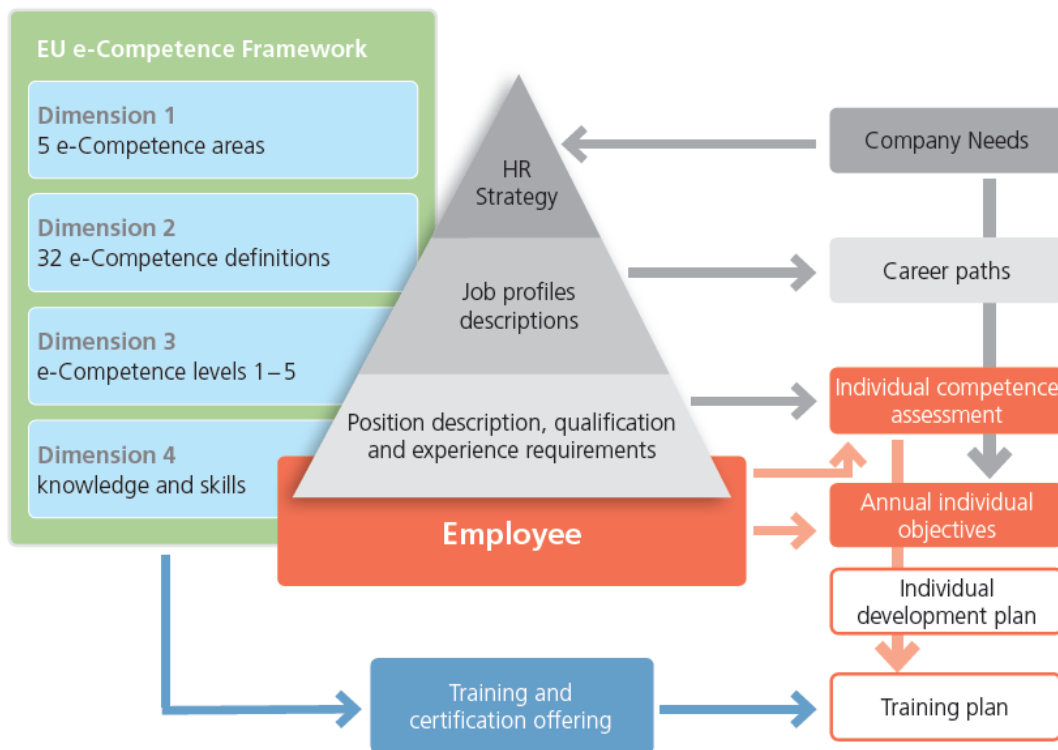 EU e-Competence Framework
Dimension 1
5 e-Competence areas
Dimension 2
32 e-Competence definitions
Dimension 3
e-Competence levels 1–5
Dimension 4
knowledge and skills
HR
Strategy
Job profiles
descriptions
Position description, qualification
and experience requirements
Employee
Company Needs
Career paths
Individual competence
assessment
Annual individual
objectives
Individual
development plan
Training and
certification offering
Training plan